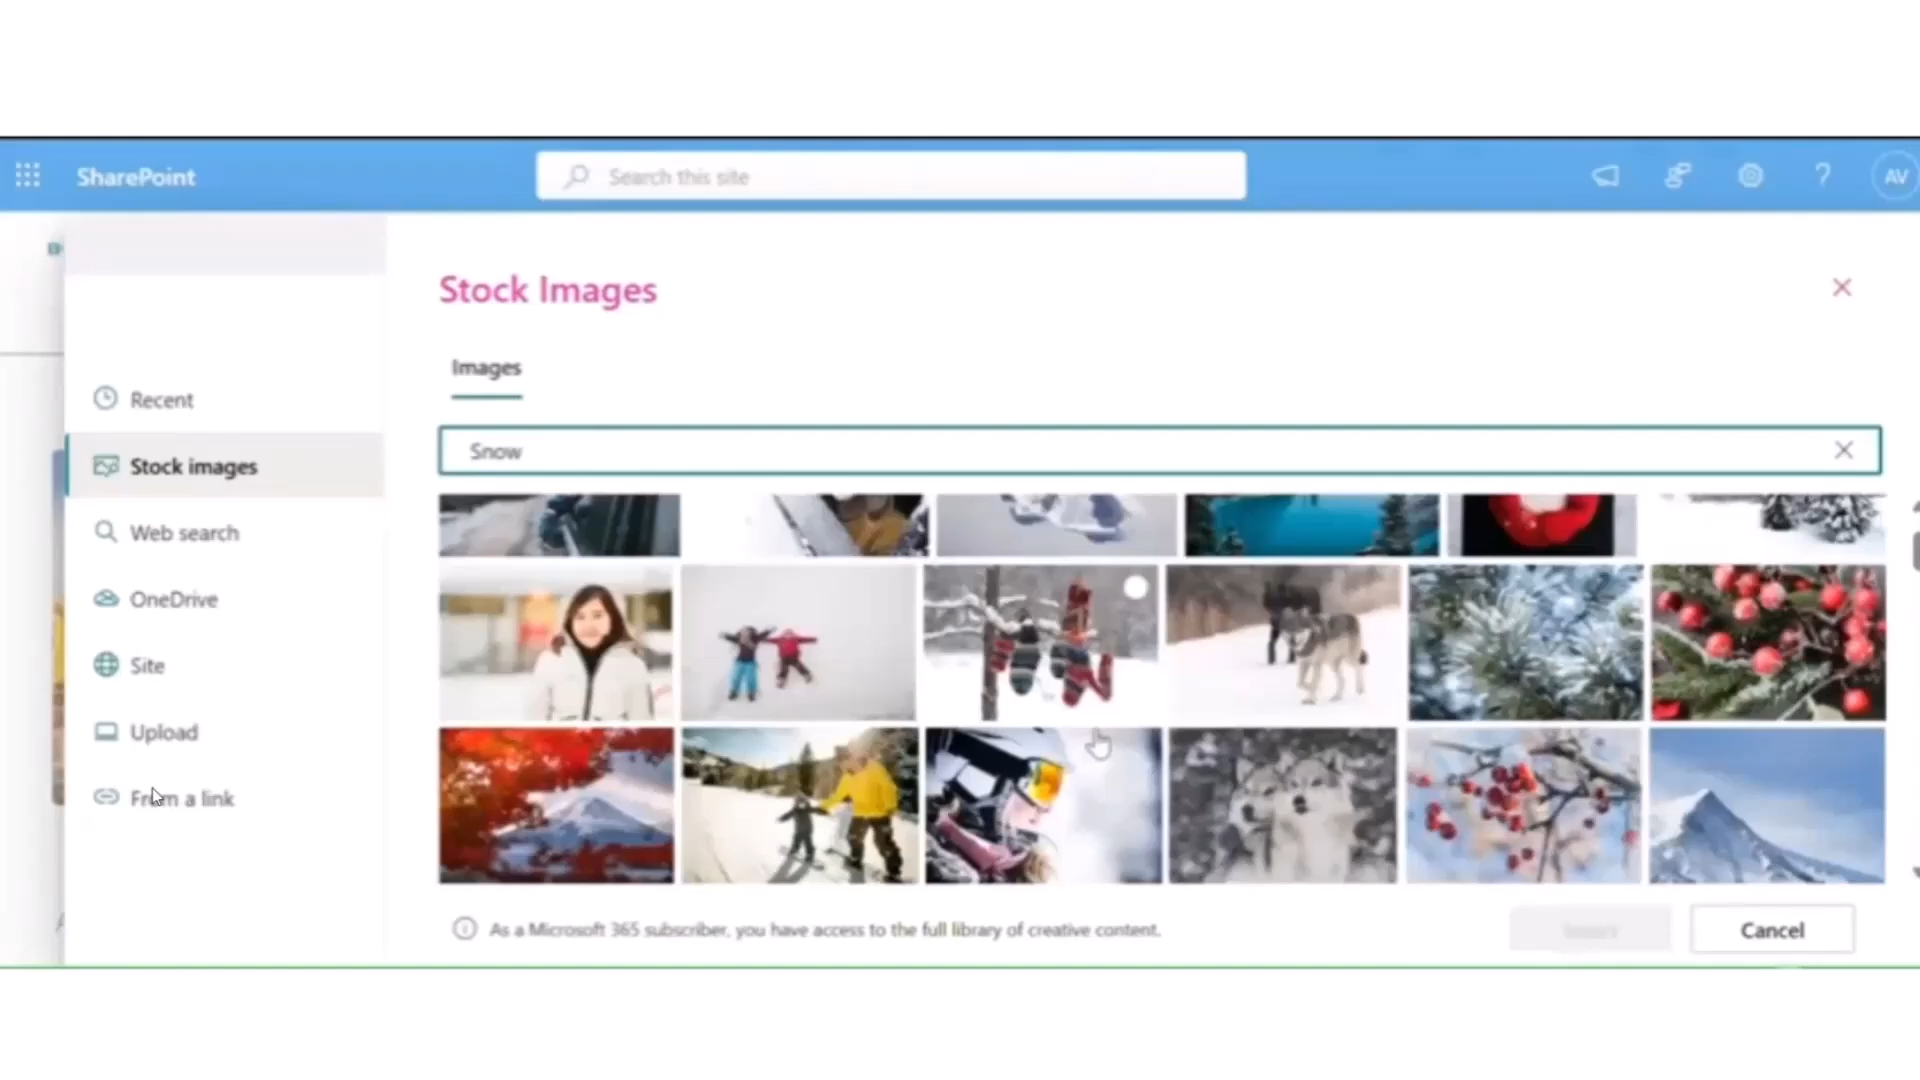 SharePoint
Search this site
AV
Stock Images
Images
Recent
Snow
Stock images
Web search
OneDrive
Site
Upload
From a link
As a Microsoft 365 subscriber, you have access to the full library of creative content.
Cancel